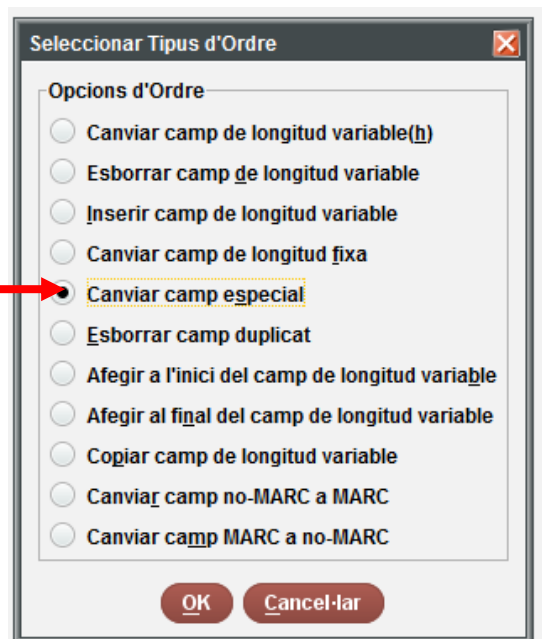 Seleccionar Tipus d'Ordre
Opcions d'Ordre
Canviar camp de longitud variable(h)
Esborrar camp de longitud variable
Inserir camp de longitud variable
Canviar camp de longitud fixa
Canviar camp especial
Esborrar camp duplicat
Afegir a l'inici del camp de longitud variable
Afegir al final del camp de longitud variable
Copiar camp de longitud variable
Canviar camp no-MARC a MARC
Canviar camp MARC a no-MARC
OK
Cancel·lar